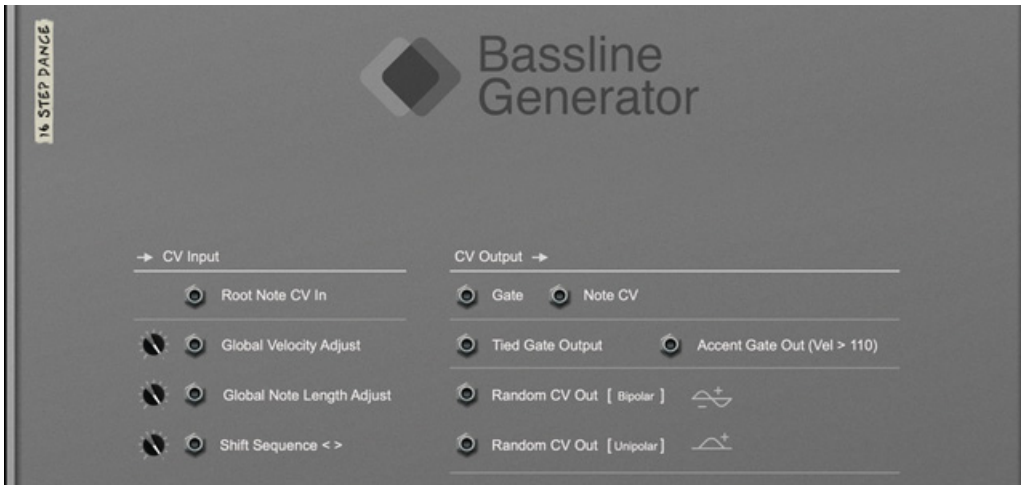 16 STEP DANCE
Bassline
Generator
CV Input
Root Note CV In
Global Velocity Adjust
Global Note Length Adjust
Shift Sequence < >
CV Output
Gate Note CV
Tied Gate Output Accent Gate Out (Vel > 110)
Random CV Out [ Bipolar ]
Random CV Out [ Unipolar ]